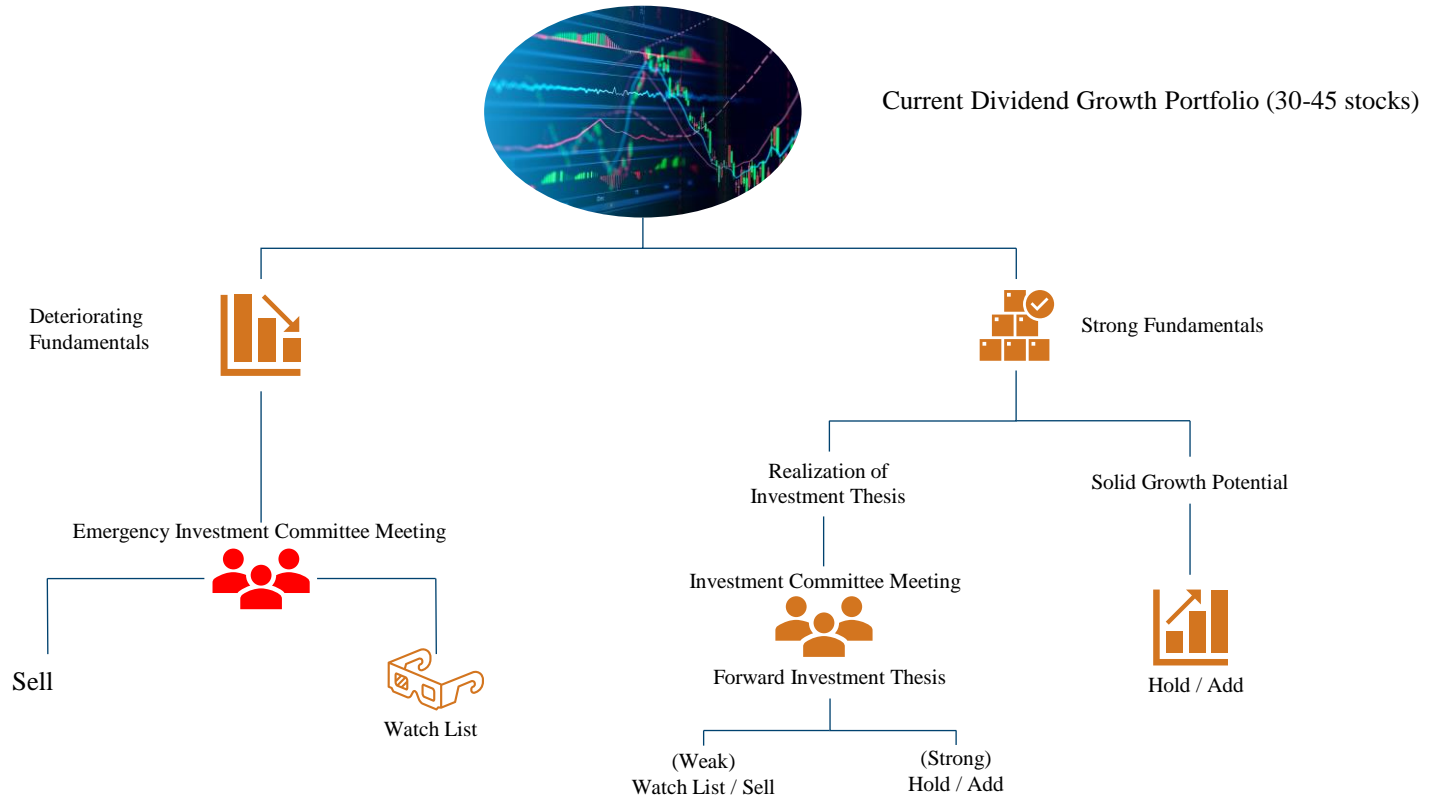 Current Dividend Growth Portfolio (30-45 stocks)
Deteriorating
Fundamentals
Strong Fundamentals
Realization of
Investment Thesis
Solid Growth Potential
Emergency Investment Committee Meeting
Investment Committee Meeting
Sell
Watch List
Forward Investment Thesis
Hold / Add
(Weak)
Watch List / Sell
(Strong)
Hold / Add